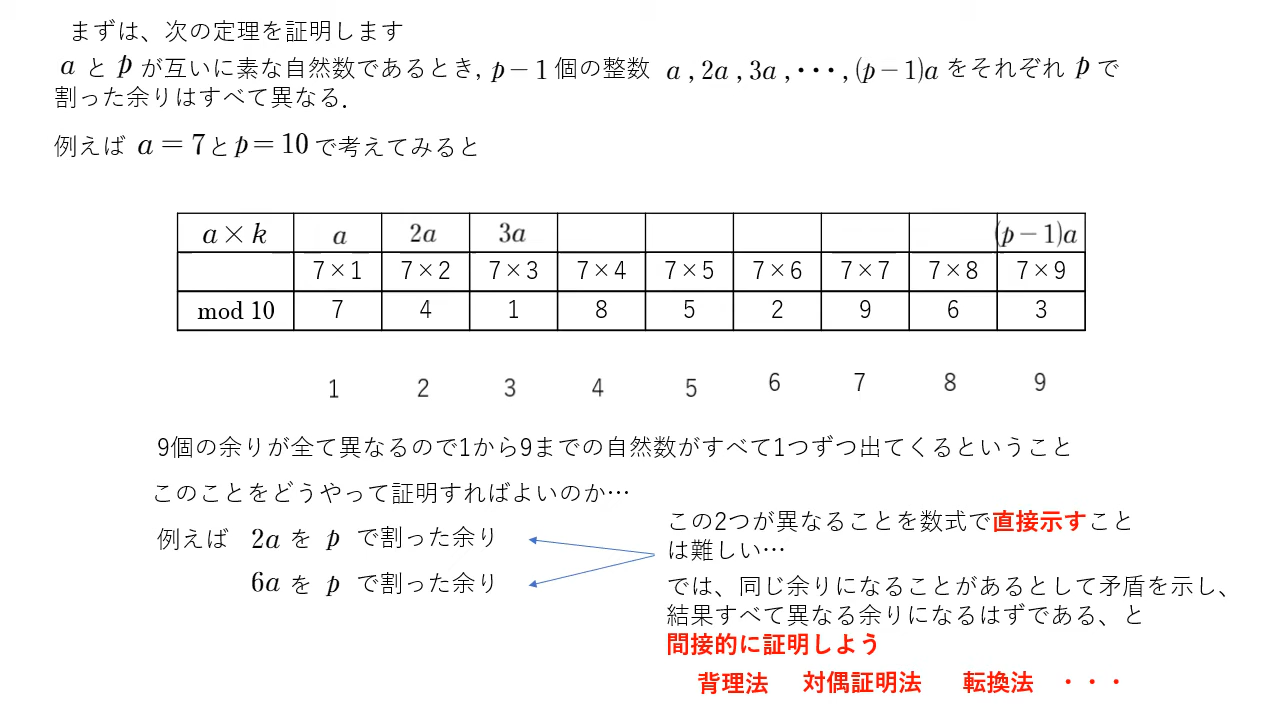 まずは、次の定理を証明します
a と p が互いに素な自然数であるとき, p−1 個の整数 a , 2a , 3a , ・・・ , (p−1)a をそれぞれ p で
割った余りはすべて異なる.
例えば a = 7 と p = 10 で考えてみると
a × k a 2a 3a (p−1)a
7×1 7×2 7×3 7×4 7×5 7×6 7×7 7×8 7×9
mod 10 7 4 1 8 5 2 9 6 3
1 2 3 4 5 6 7 8 9
9個の余りが全て異なるので1から9までの自然数がすべて1つずつ出てくるということ
このことをどうやって証明すればよいのか…
例えば 2a を p で割った余り
6a を p で割った余り
この2つが異なることを数式で直接示すこと
は難しい…
では、同じ余りになることがあるとして矛盾を示し、
結果すべて異なる余りになるはずである、と
間接的に証明しよう
背理法 対偶証明法 転換法 ・・・